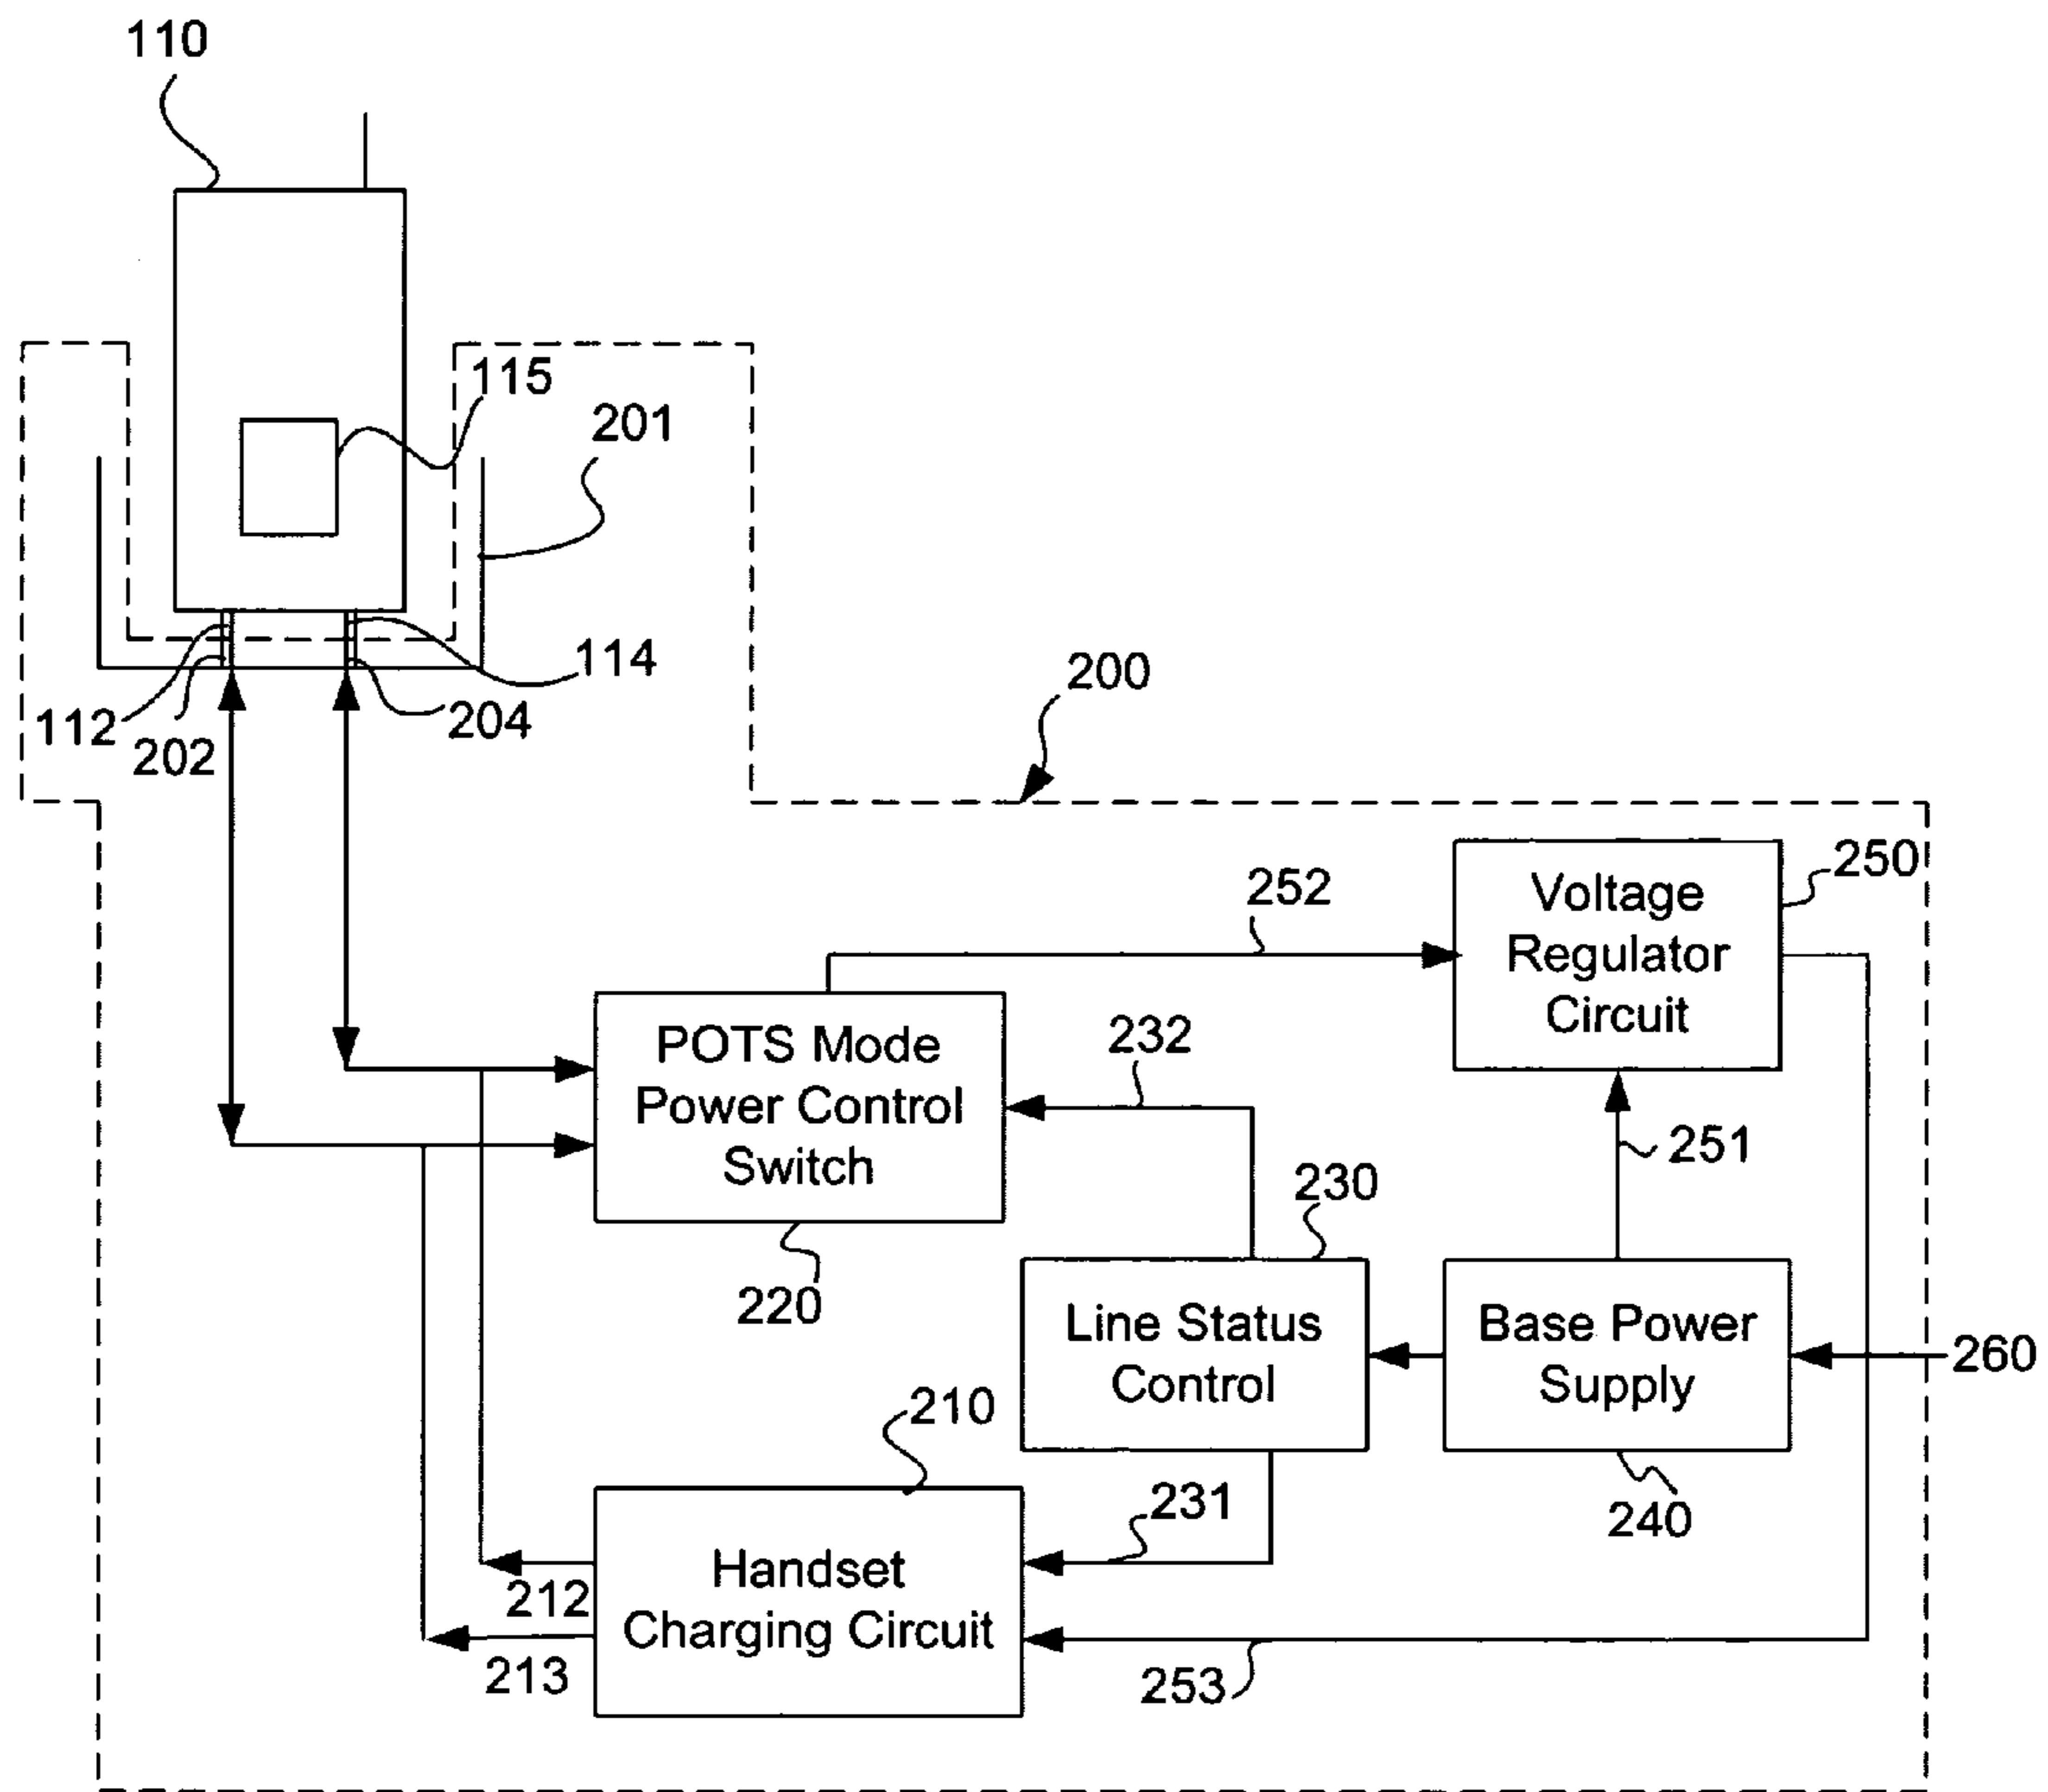 110
115
201
114
200
112
202
204
250
Voltage
Regulator
Circuit
252
POTS Mode
Power Control
Switch
232
251
230
220
Line Status
Control
Base Power
Supply
260
210
231
240
Handset
Charging Circuit
212
213
253